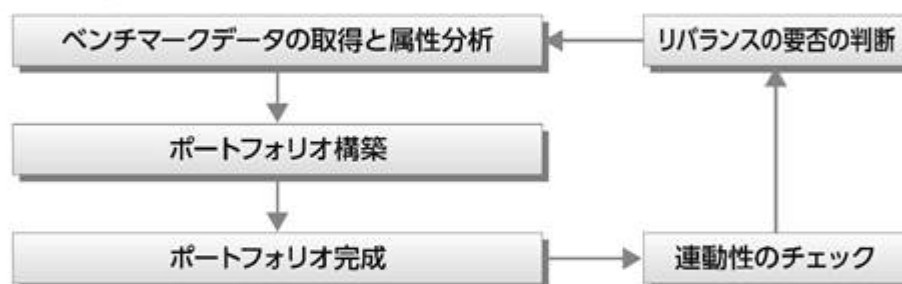 ベンチマークデータの取得と属性分析
リバランスの要否の判断
ポートフォリオ構築
ポートフォリオ完成
連動性のチェック